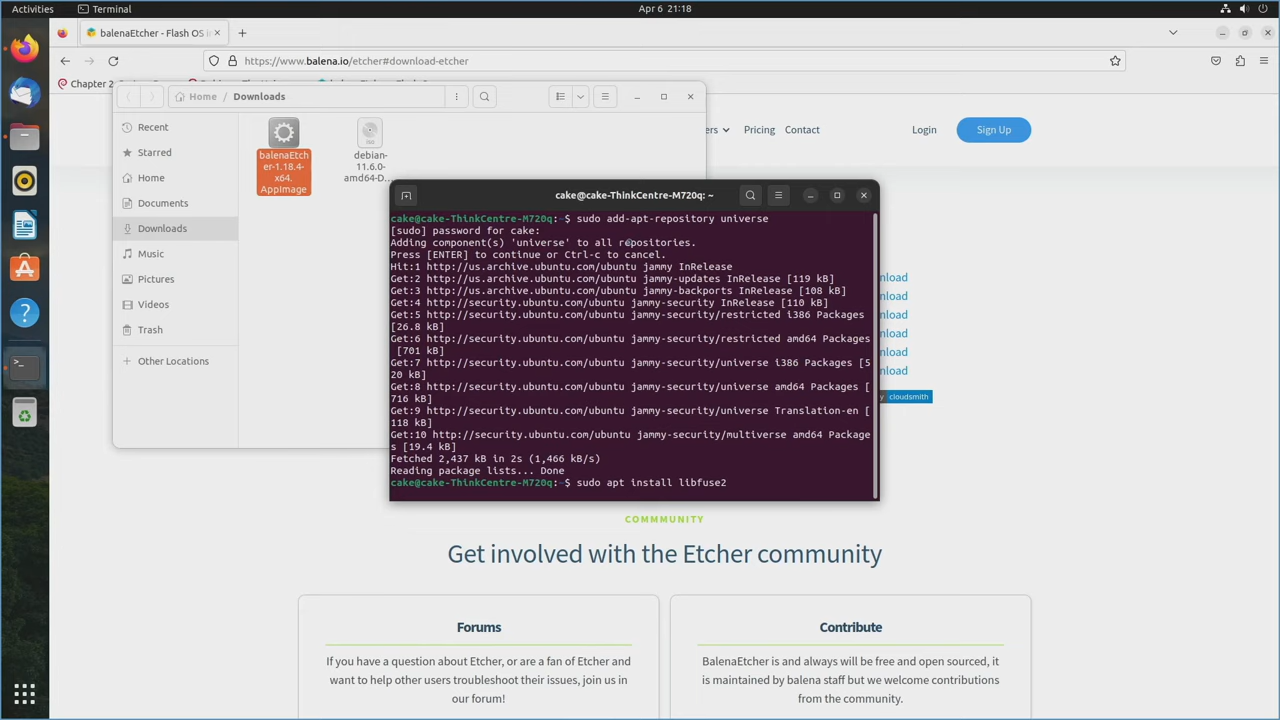 Activities
Terminal
Apr 6 21:18
balenaEtcher - Flash OS i
https://www.balena.io/etcher#download-etcher
Chapter 2
Home / Downloads
Recent
Starred
Home
Documents
Downloads
Music
Pictures
Videos
Trash
Other Locations
balenaEtch
er-1.18.4-
x64.
AppImage
debian-
11.6.0-
amd64-D...
ers
Pricing
Contact
Login
Sign Up
cake@cake-ThinkCentre-M720q: ~
cake@cake-ThinkCentre-M720q:~$ sudo add-apt-repository universe
[sudo] password for cake:
Adding component(s) 'universe' to all repositories.
Press [ENTER] to continue or Ctrl-c to cancel.
Hit:1 http://us.archive.ubuntu.com/ubuntu jammy InRelease
Get:2 http://us.archive.ubuntu.com/ubuntu jammy-updates InRelease [119 kB]
Get:3 http://us.archive.ubuntu.com/ubuntu jammy-backports InRelease [108 kB]
Get:4 http://security.ubuntu.com/ubuntu jammy-security InRelease [110 kB]
Get:5 http://security.ubuntu.com/ubuntu jammy-security/restricted i386 Packages
[26.8 kB]
Get:6 http://security.ubuntu.com/ubuntu jammy-security/restricted amd64 Packages
[701 kB]
Get:7 http://security.ubuntu.com/ubuntu jammy-security/universe i386 Packages [5
20 kB]
Get:8 http://security.ubuntu.com/ubuntu jammy-security/universe amd64 Packages [
716 kB]
Get:9 http://security.ubuntu.com/ubuntu jammy-security/universe Translation-en [
118 kB]
Get:10 http://security.ubuntu.com/ubuntu jammy-security/multiverse amd64 Package
s [19.4 kB]
Fetched 2,437 kB in 2s (1,466 kB/s)
Reading package lists... Done
cake@cake-ThinkCentre-M720q:~$ sudo apt install libfuse2
nload
nload
nload
nload
nload
nload
y cloudsmith
COMMMUNITY
Get involved with the Etcher community
Forums
If you have a question about Etcher, or are a fan of Etcher and
want to help other users troubleshoot their issues, join us in
our forum!
Contribute
BalenaEtcher is and always will be free and open sourced, it
is maintained by balena staff but we welcome contributions
from the community.